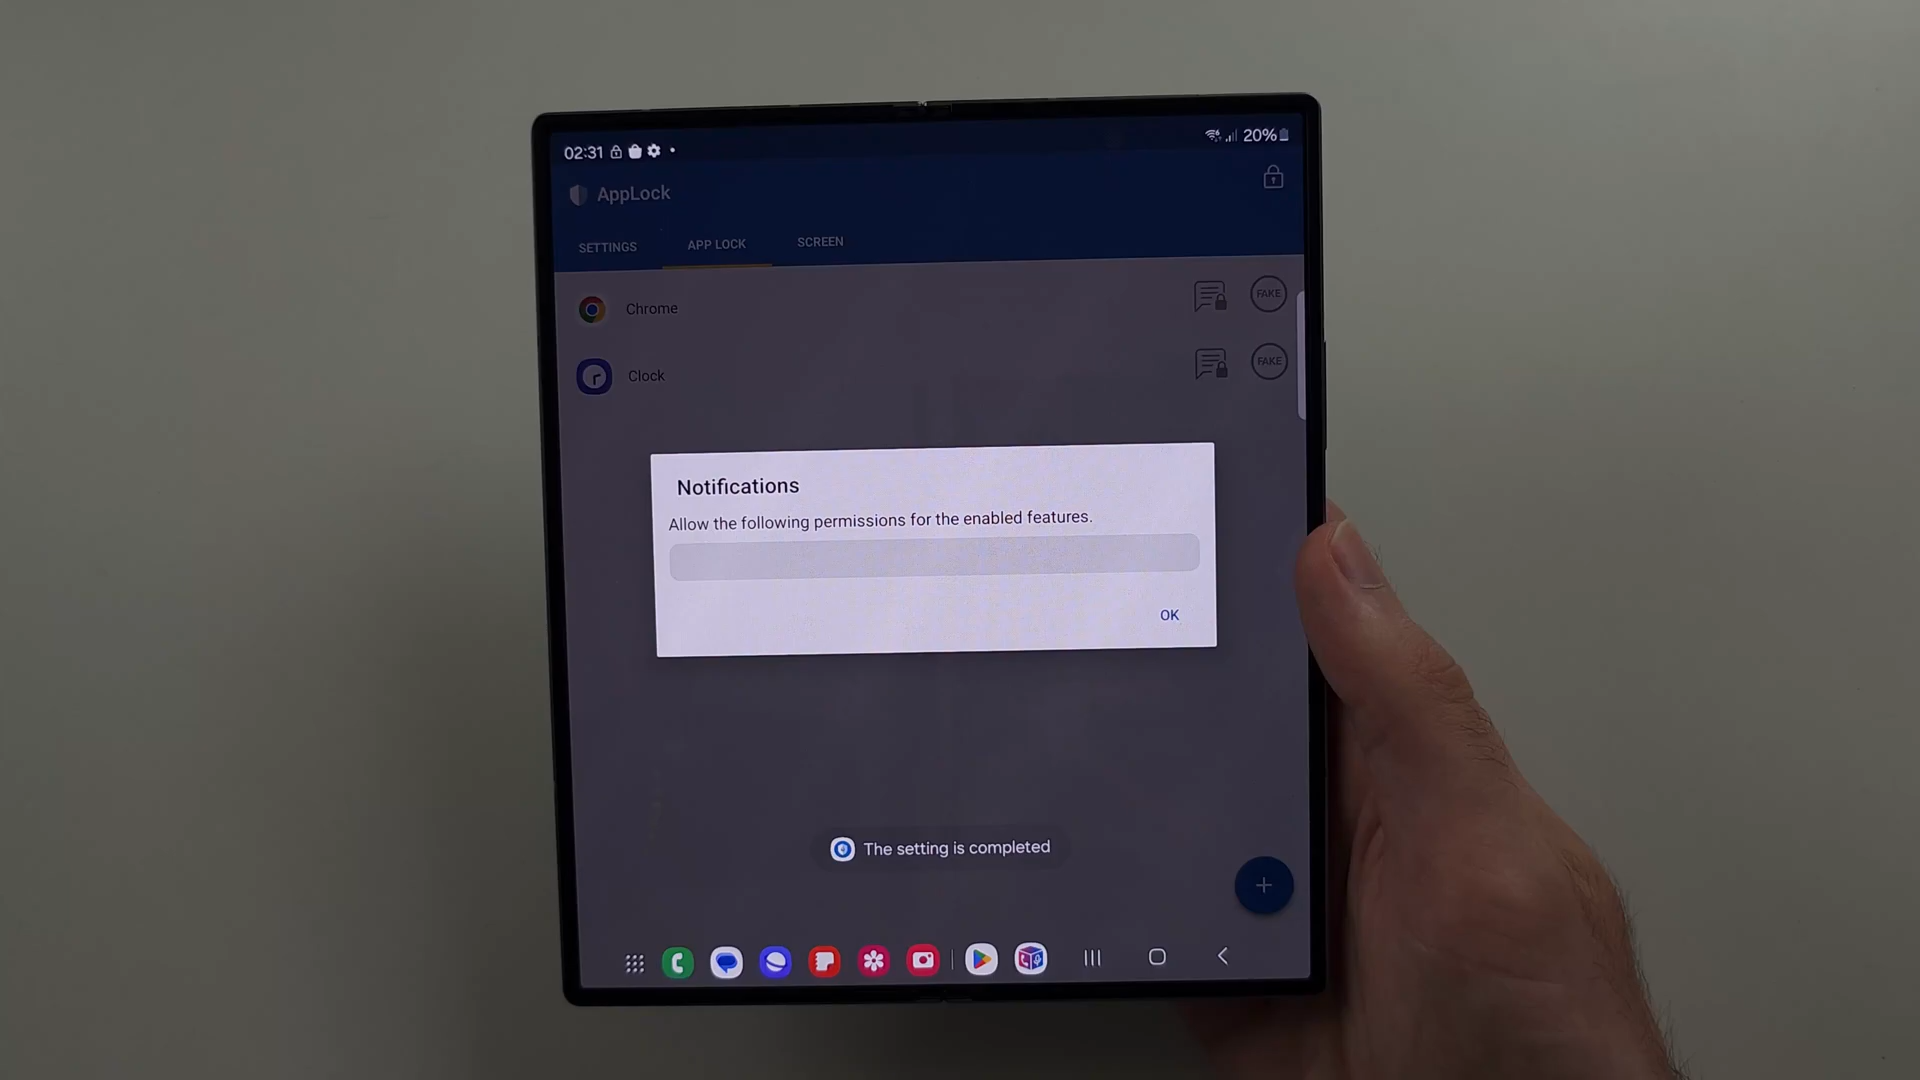 02:31
20%
AppLock
SETTINGS
APP LOCK
SCREEN
Chrome
FAKE
Clock
FAKE
Notifications
Allow the following permissions for the enabled features.
OK
The setting is completed